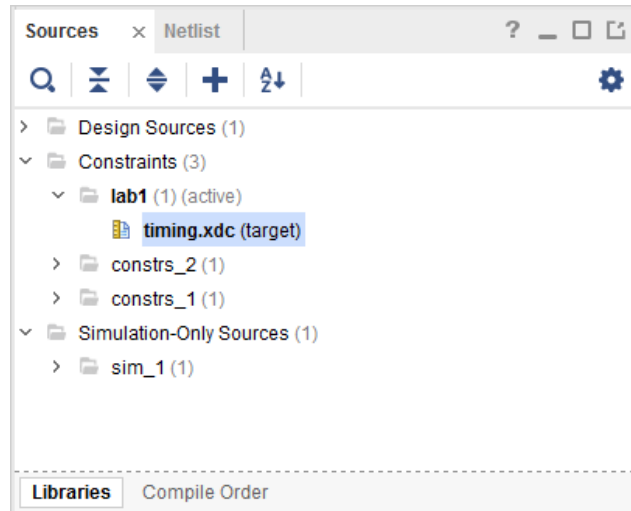 Sources × Netlist ?
Design Sources (1)
Constraints (3)
lab1 (1) (active)
timing.xdc (target)
constrs_2 (1)
constrs_1 (1)
Simulation-Only Sources (1)
sim_1 (1)
Libraries Compile Order